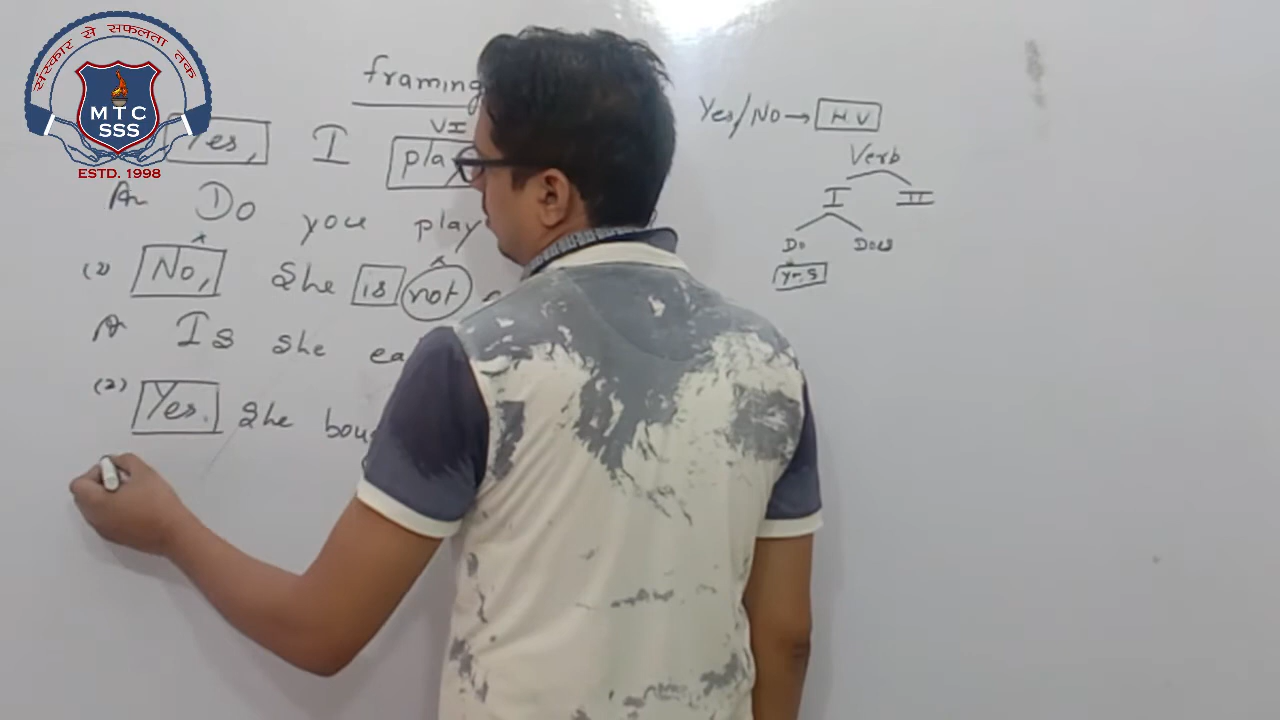 संस्कार से सफलता तक
MTC
SSS
ESTD. 1998
framing
VI
Yes, I play
A Do you play
(2) No, She is not
A Is she ea
(2) Yes. She bou
Yes/No → H.V
Verb
I II
Do Does